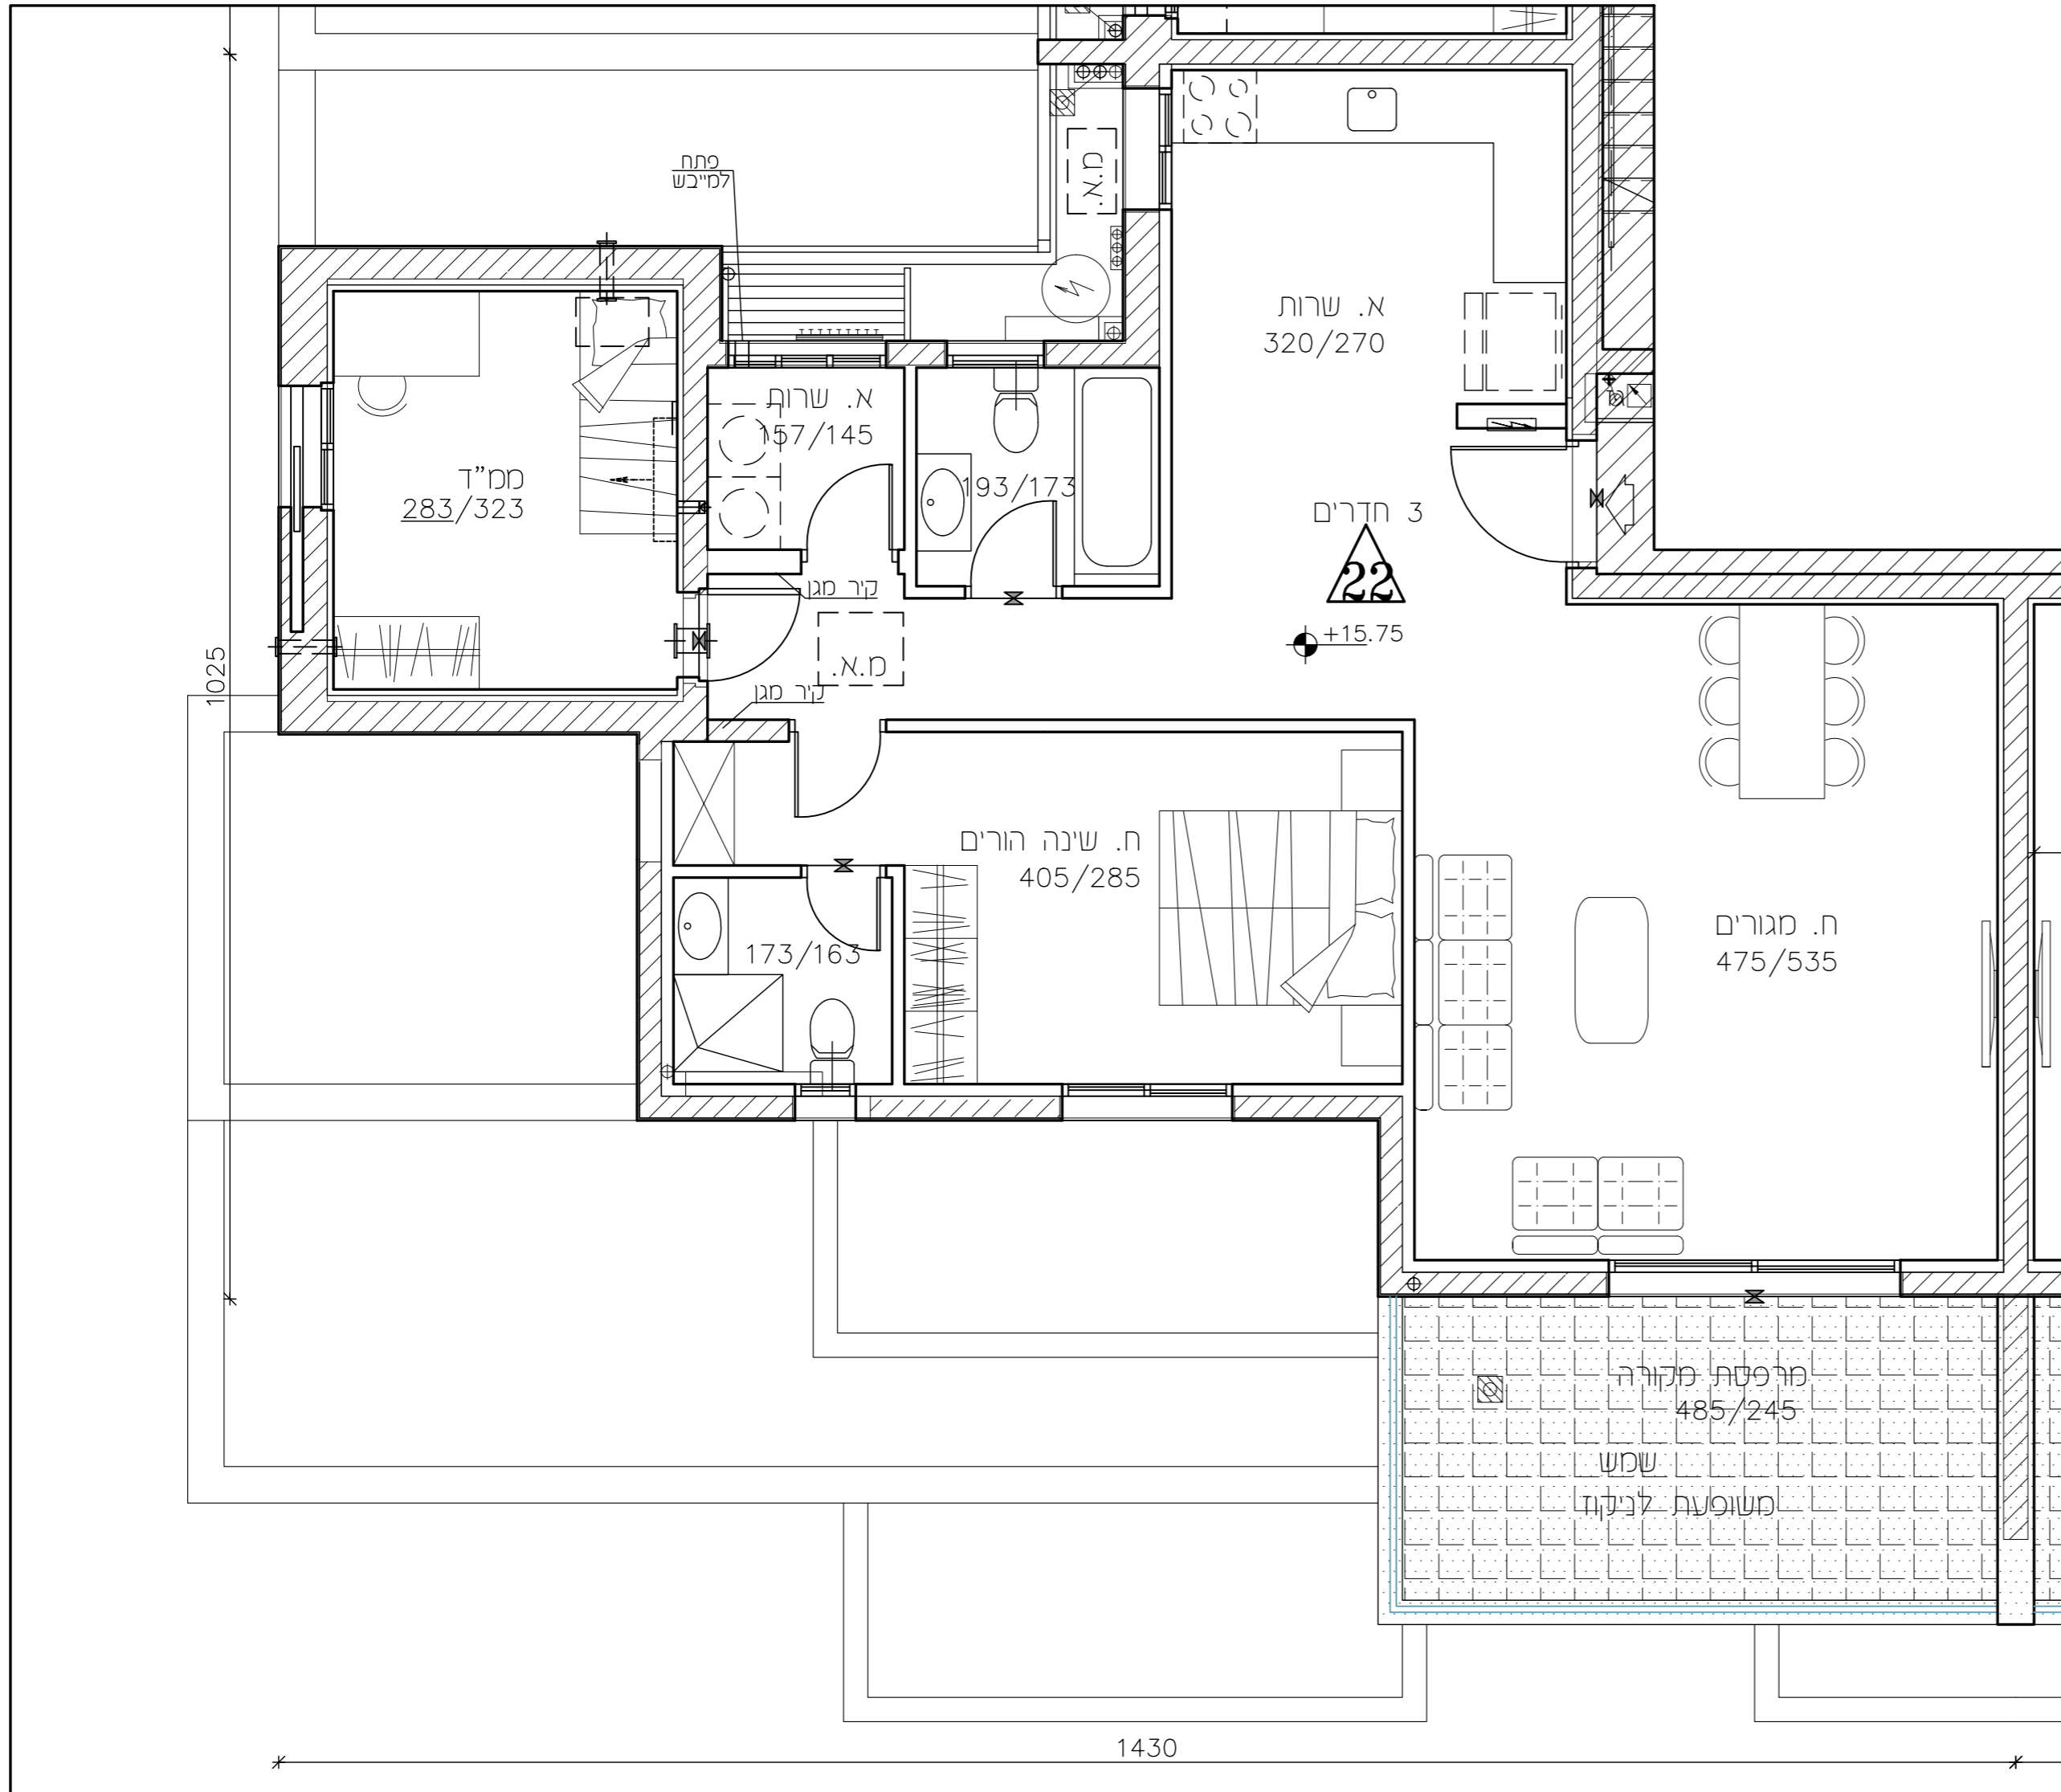 פתח
למייבש
מ.א.
א. שרות
320/270
א. שרות
157/145
193/173
ממ"ד
283/323
3 חדרים
22
+15.75
קיר מגן
מ.א.
קיר מגן
1025
ח. שינה הורים
405/285
173/163
ח. מגורים
475/535
מרפסת מקורה
485/245
שמש
משופעת לניקוז
1430